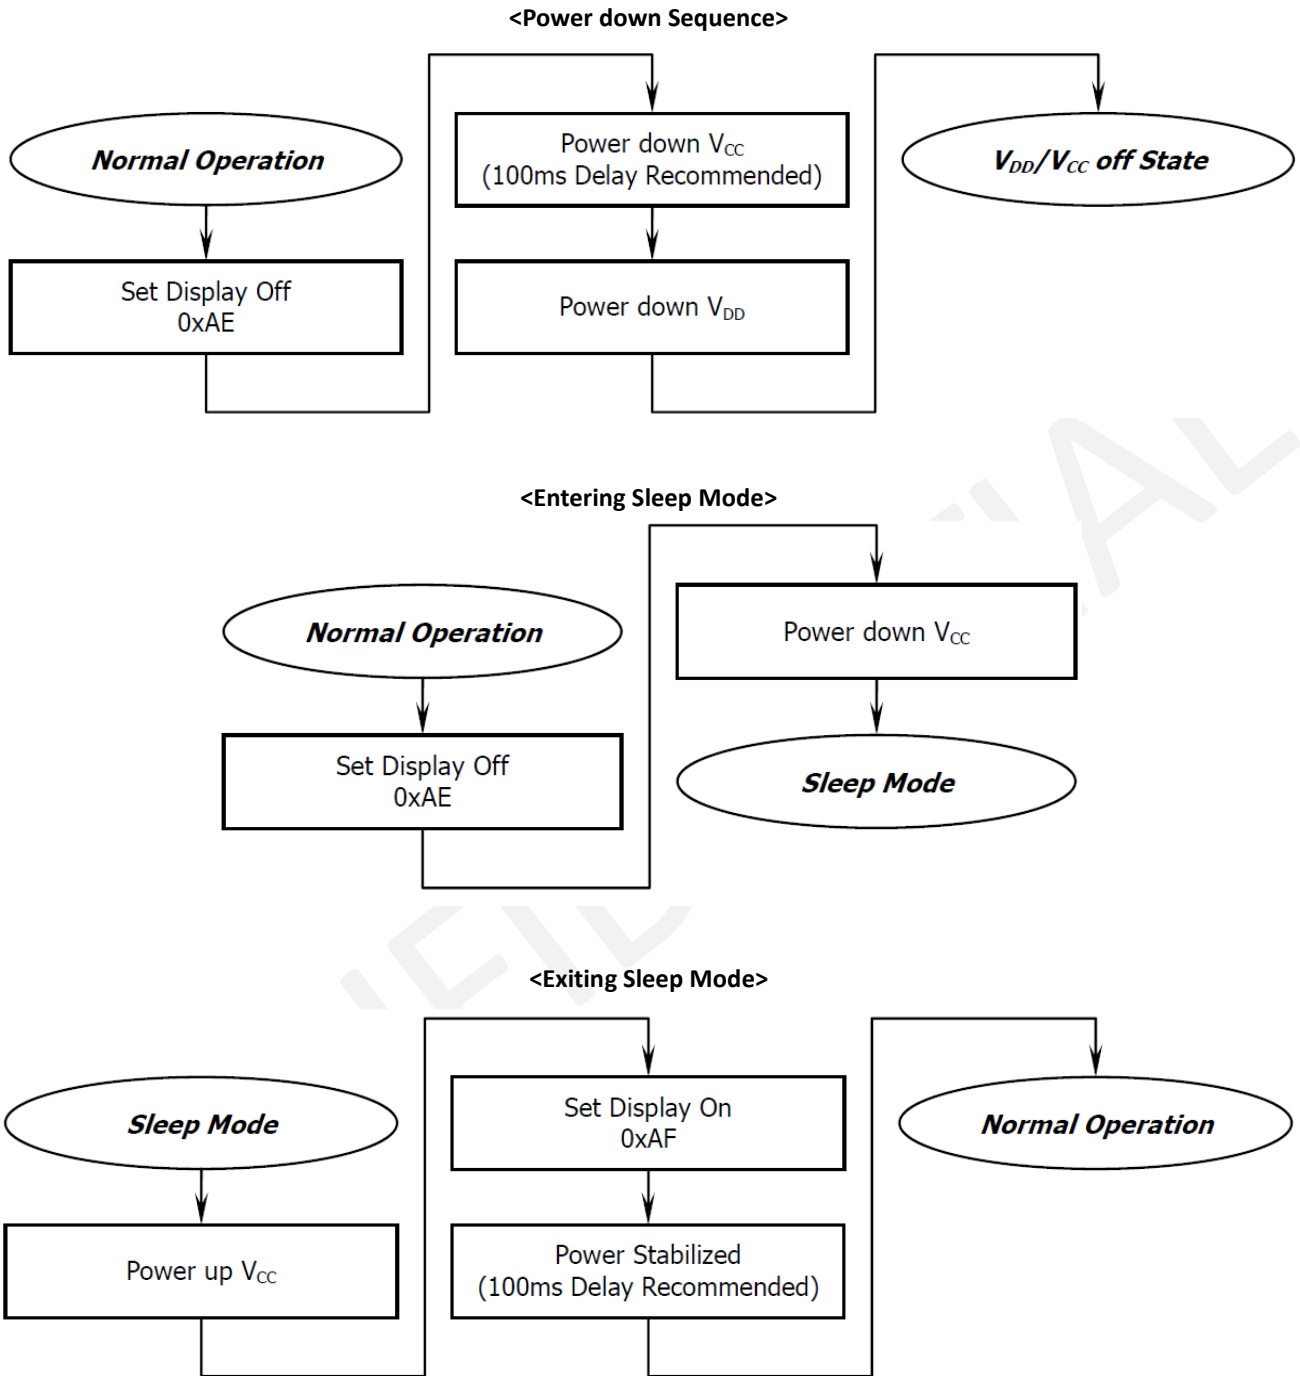 <Power down Sequence>
Normal Operation
Set Display Off
0xAE
Power down VCC
(100ms Delay Recommended)
Power down VDD
VDD/VCC off State
<Entering Sleep Mode>
Normal Operation
Set Display Off
0xAE
Power down VCC
Sleep Mode
<Exiting Sleep Mode>
Sleep Mode
Power up VCC
Set Display On
0xAF
Power Stabilized
(100ms Delay Recommended)
Normal Operation